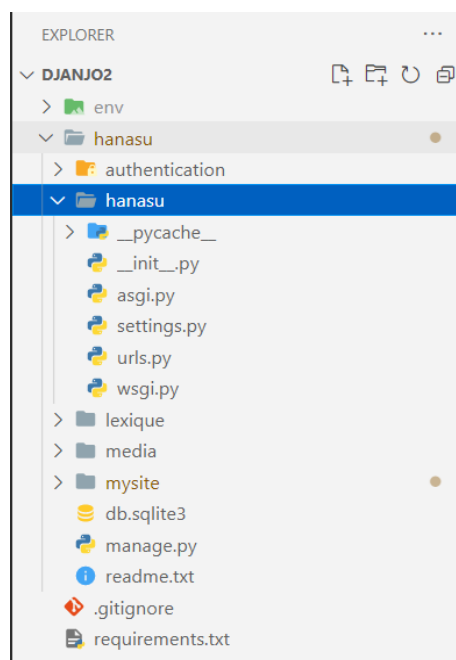 EXPLORER
DJANJO2
env
hanasu
authentication
hanasu
__pycache__
__init__.py
asgi.py
settings.py
urls.py
wsgi.py
lexique
media
mysite
db.sqlite3
manage.py
readme.txt
.gitignore
requirements.txt